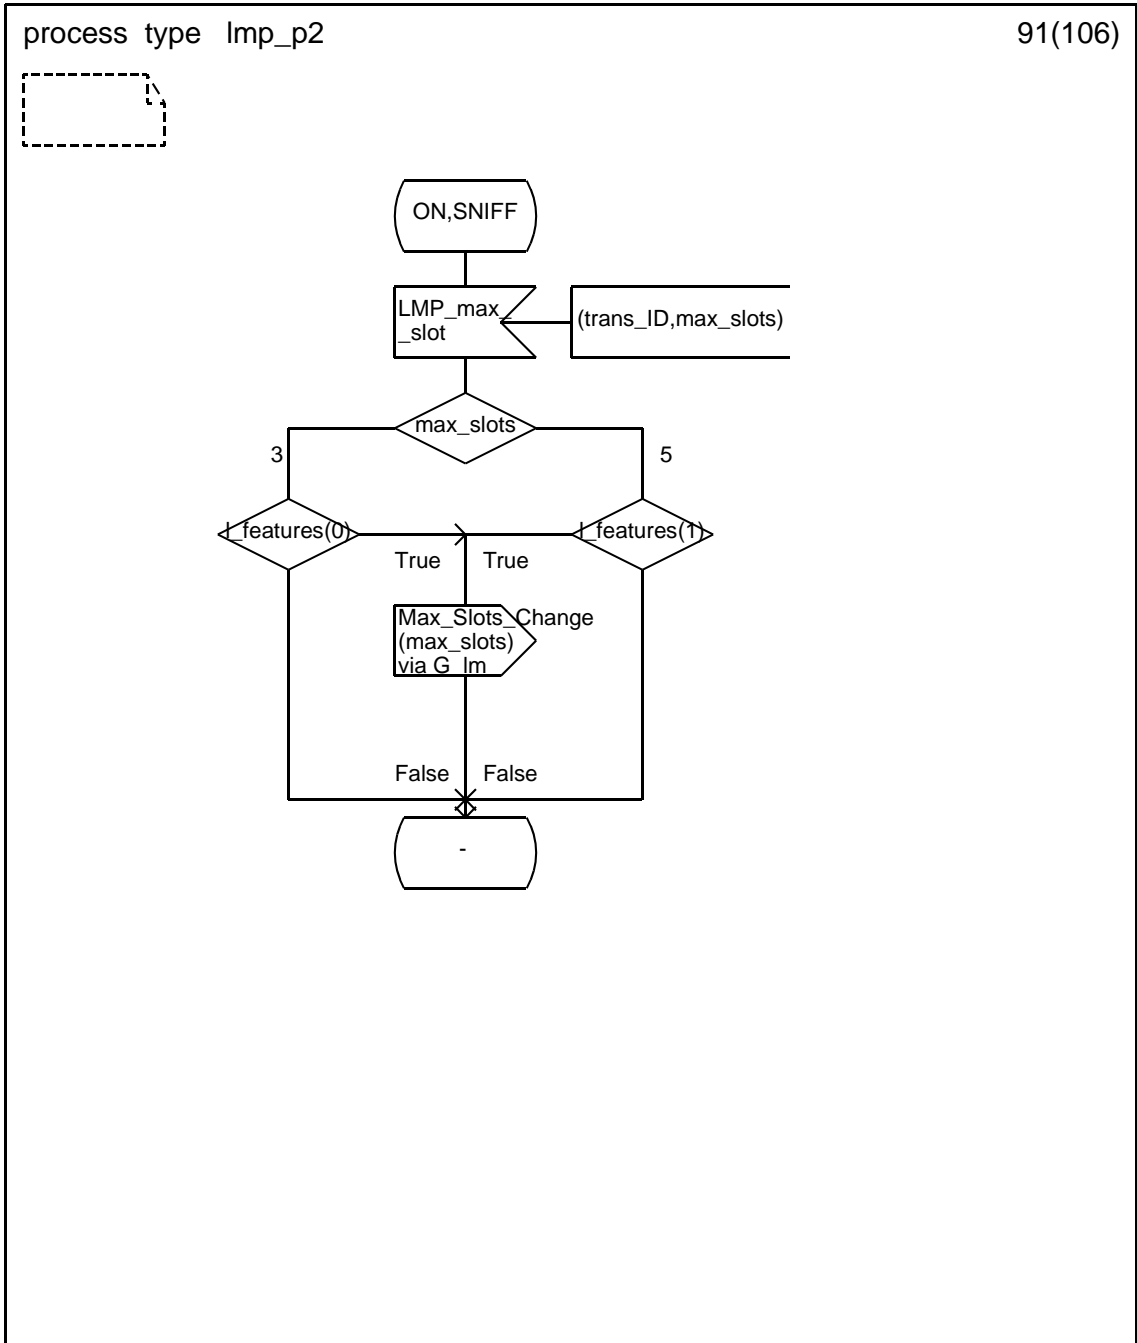 process type lmp_p2
91(106)
ON,SNIFF
LMP_max_
_slot
(trans_ID,max_slots)
max_slots
3
5
l_features(0)
l_features(1)
True
True
Max_Slots_Change
(max_slots)
via G_lm
False
False
-